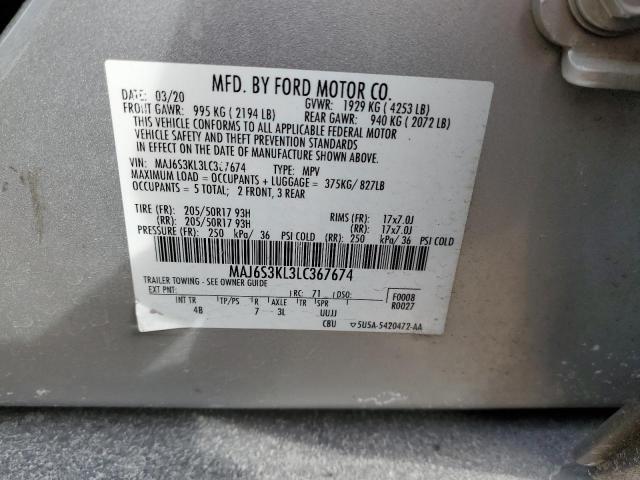 MFD. BY FORD MOTOR CO.
DATE: 03/20 GVWR: 1929 KG ( 4253 LB)
FRONT GAWR: 995 KG ( 2194 LB) REAR GAWR: 940 KG ( 2072 LB)
THIS VEHICLE CONFORMS TO ALL APPLICABLE FEDERAL MOTOR
VEHICLE SAFETY AND THEFT PREVENTION STANDARDS
IN EFFECT ON THE DATE OF MANUFACTURE SHOWN ABOVE.
VIN: MAJ6S3KL3LC367674 TYPE: MPV
MAXIMUM LOAD = OCCUPANTS + LUGGAGE = 375KG/ 827LB
OCCUPANTS = 5 TOTAL; 2 FRONT, 3 REAR
TIRE (FR): 205/50R17 93H RIMS (FR): 17x7.0J
(RR): 205/50R17 93H (RR): 17x7.0J
PRESSURE (FR): 250 kPa/ 36 PSI COLD (RR): 250 kPa/ 36 PSI COLD
MAJ6S3KL3LC367674
TRAILER TOWING - SEE OWNER GUIDE
EXT PNT: RC: 71 DSO: F0008
R0027
INT TR TP/PS R AXLE TR SPR
4B 7 3L UUJJ
CBU ▽5U5A-5420472-AA